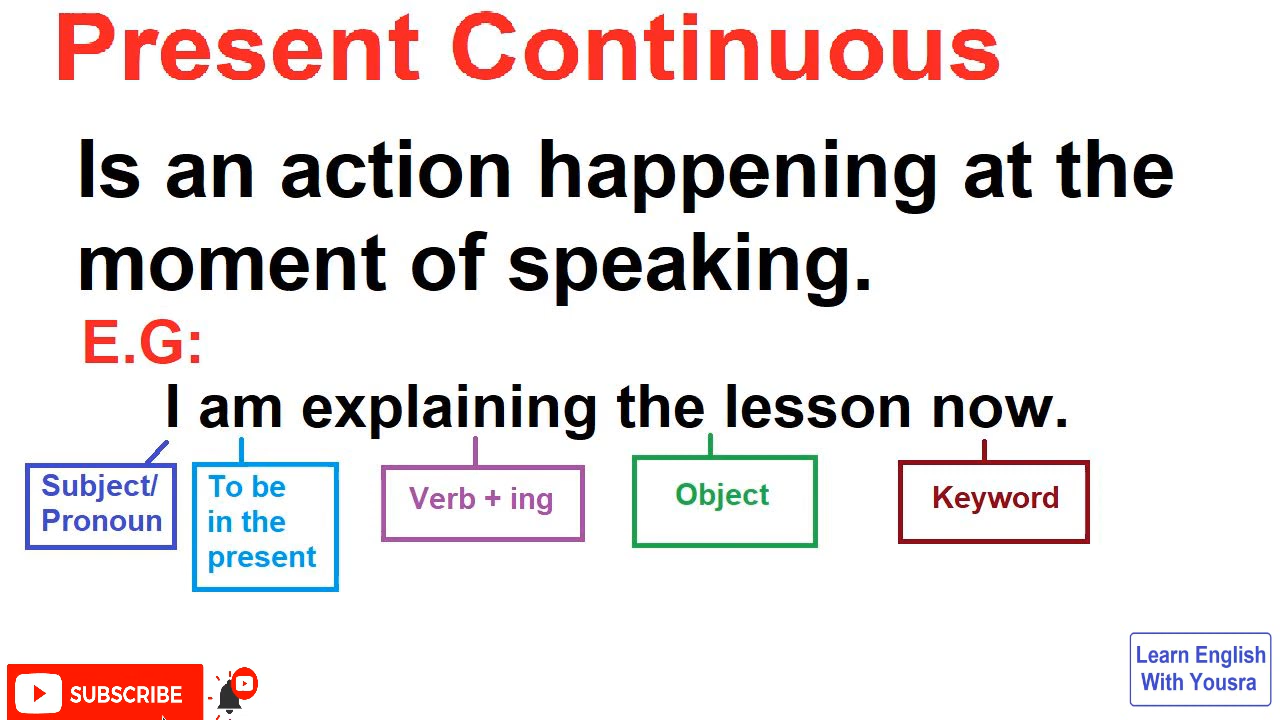 Present Continuous
Is an action happening at the
moment of speaking.
E.G:
I am explaining the lesson now.
Subject/
Pronoun
To be
in the
present
Verb + ing
Object
Keyword
SUBSCRIBE
Learn English
With Yousra